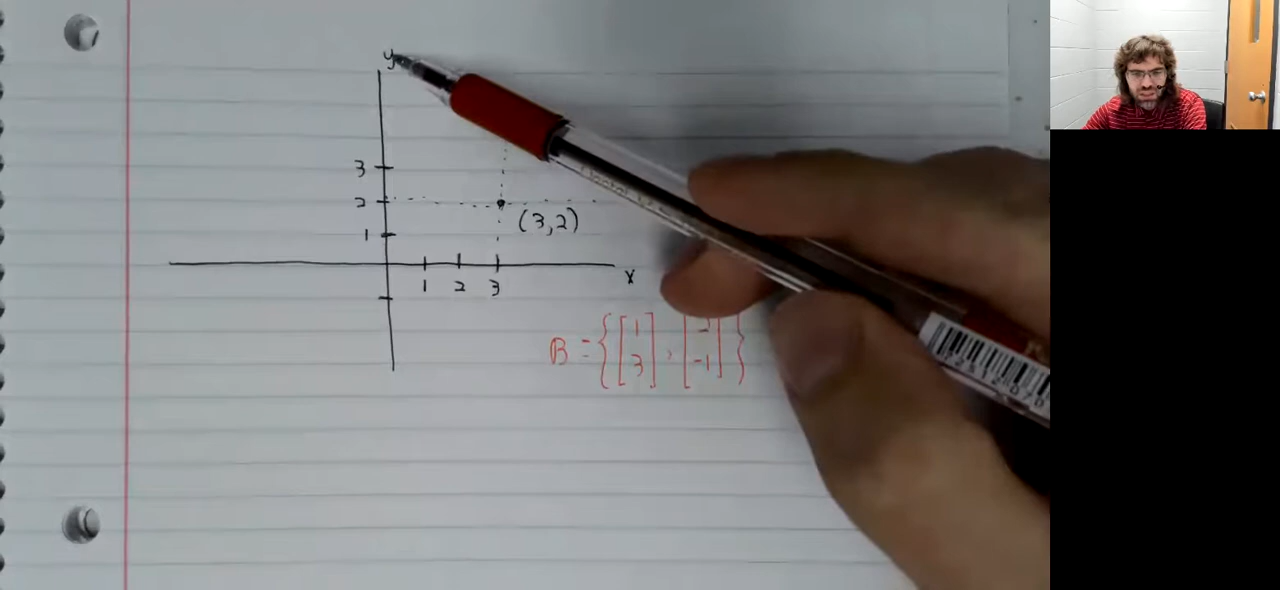 y
3
2
(3,2)
1
x
1 2 3
B = { [1 3], [2 -1] }